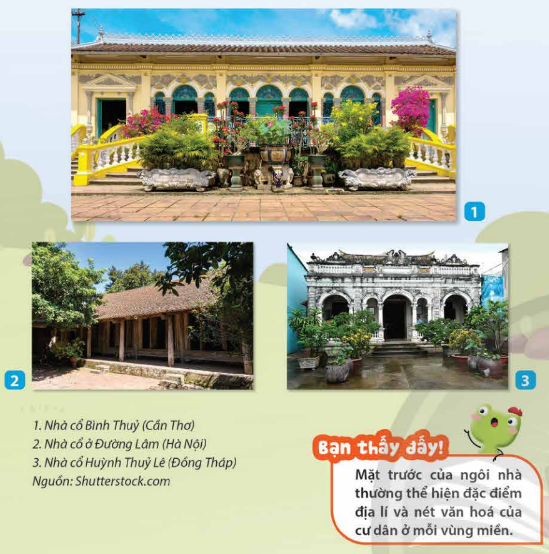 1
2
3
1. Nhà cổ Bình Thuỷ (Cần Thơ)
2. Nhà cổ ở Đường Lâm (Hà Nội)
3. Nhà cổ Huỳnh Thuỷ Lê (Đồng Tháp)
Nguồn: Shutterstock.com
Bạn thấy đấy!
Mặt trước của ngôi nhà
thường thể hiện đặc điểm
địa lí và nét văn hoá của
cư dân ở mỗi vùng miền.